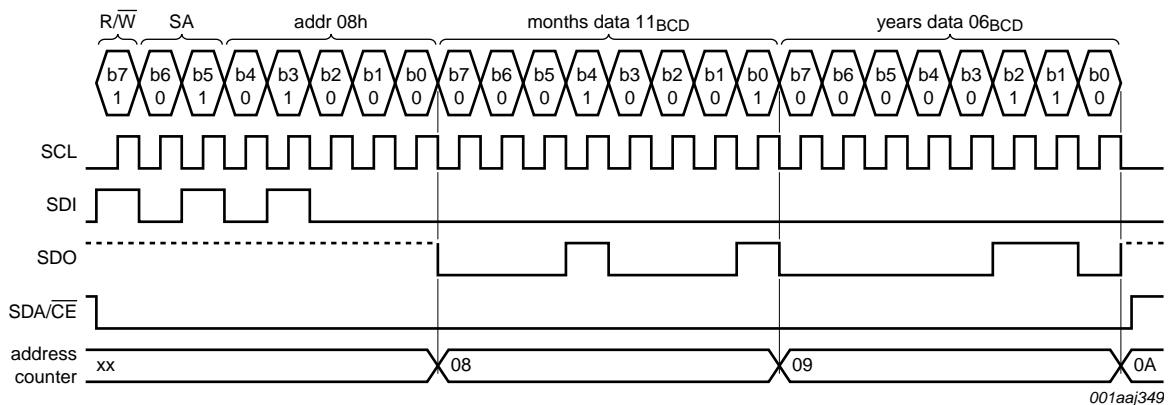 R/W SA addr 08h months data 11BCD years data 06BCD
b7 b6 b5 b4 b3 b2 b1 b0 b7 b6 b5 b4 b3 b2 b1 b0 b7 b6 b5 b4 b3 b2 b1 b0
1 0 1 0 1 0 0 0 0 0 0 1 0 0 0 1 0 0 0 0 0 1 1 0
SCL
SDI
SDO
SDA/CE
address
counter
xx 08 09 0A
001aaj349